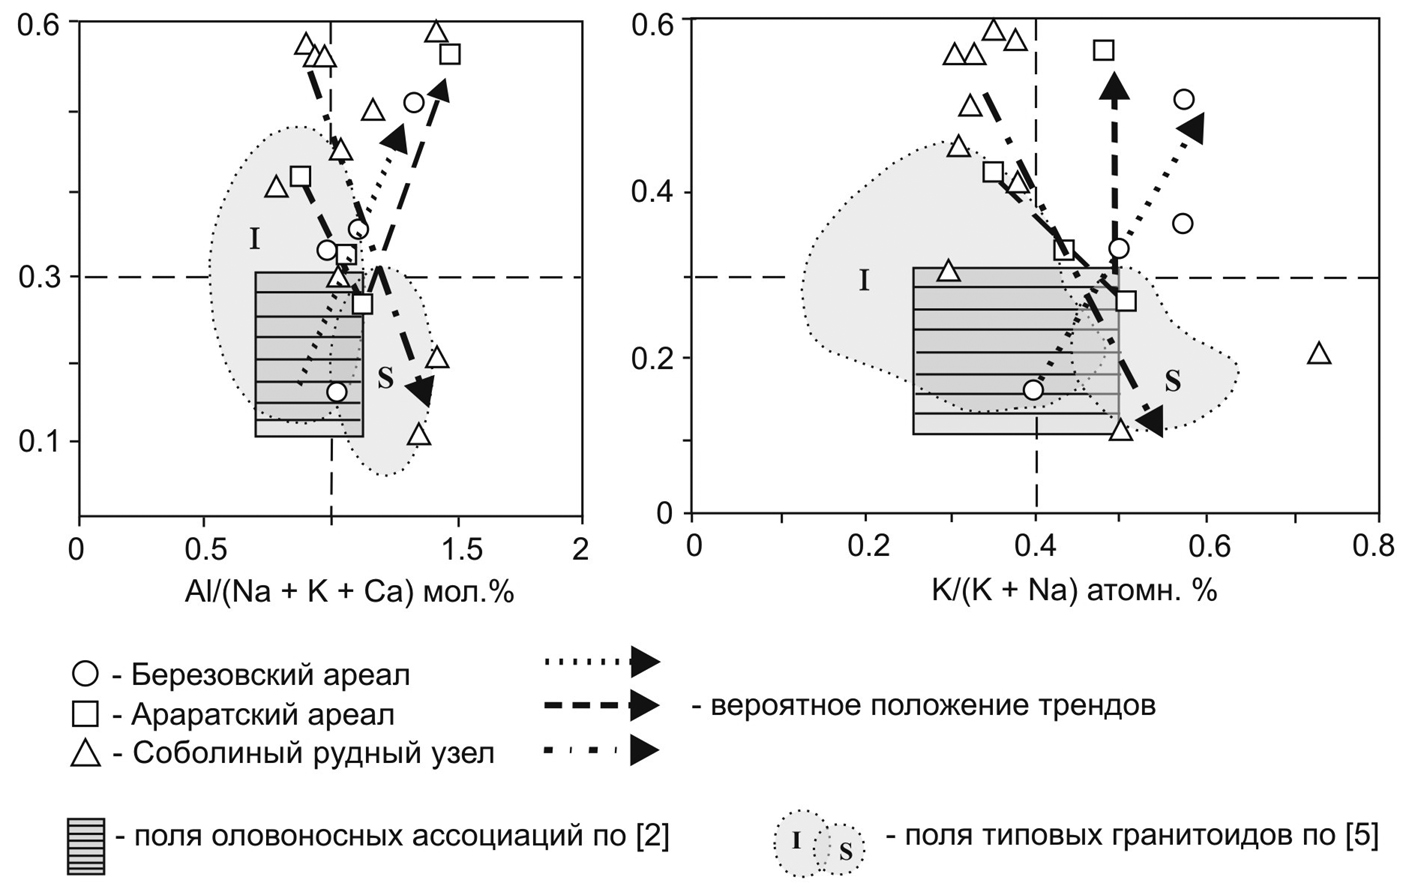 0.6
0.3
0.1
I
S
0
0.5
1.5
2
Al/(Na + K + Ca) мол.%
0.6
0.4
0.2
0
I
S
0
0.2
0.4
0.6
0.8
K/(K + Na) атомн. %
- Березовский ареал
- Араратский ареал
- Соболиный рудный узел
- вероятное положение трендов
- поля оловоносных ассоциаций по [2]
I
S
- поля типовых гранитоидов по [5]